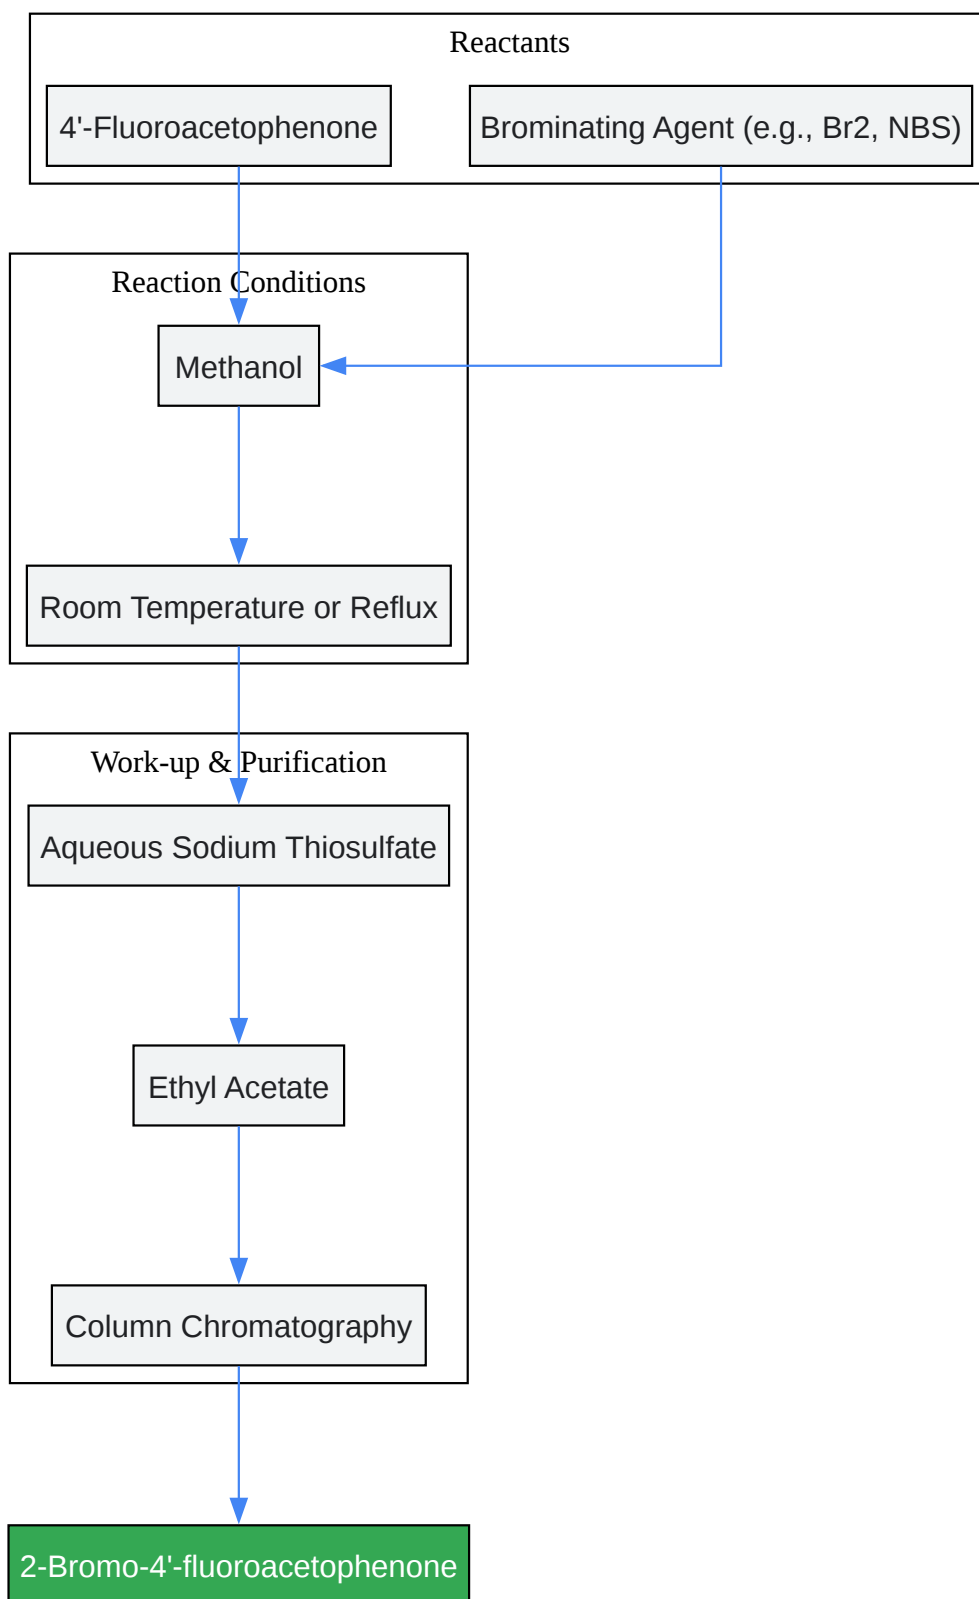 Reactants
4'-Fluoroacetophenone
Brominating Agent (e.g., Br2, NBS)
Reaction Conditions
Methanol
Room Temperature or Reflux
Work-up & Purification
Aqueous Sodium Thiosulfate
Ethyl Acetate
Column Chromatography
2-Bromo-4'-fluoroacetophenone